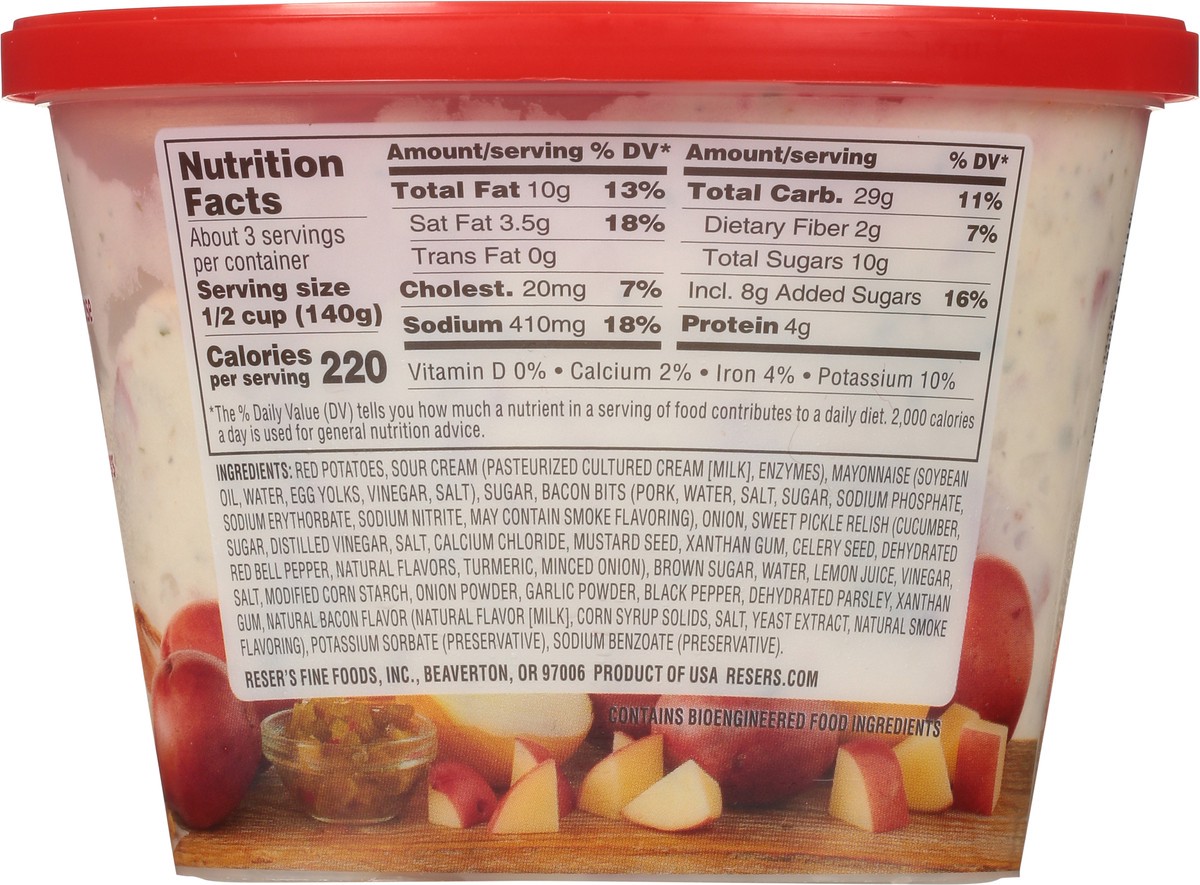 Nutrition
Facts
About 3 servings
per container
Serving size
1/2 cup (140g)
Calories
per serving 220
Amount/serving % DV*
Total Fat 10g 13%
Sat Fat 3.5g 18%
Trans Fat 0g
Cholest. 20mg 7%
Sodium 410mg 18%
Amount/serving % DV*
Total Carb. 29g 11%
Dietary Fiber 2g 7%
Total Sugars 10g
Incl. 8g Added Sugars 16%
Protein 4g
Vitamin D 0% • Calcium 2% • Iron 4% • Potassium 10%
*The % Daily Value (DV) tells you how much a nutrient in a serving of food contributes to a daily diet. 2,000 calories
a day is used for general nutrition advice.
INGREDIENTS: RED POTATOES, SOUR CREAM (PASTEURIZED CULTURED CREAM [MILK], ENZYMES), MAYONNAISE (SOYBEAN
OIL, WATER, EGG YOLKS, VINEGAR, SALT), SUGAR, BACON BITS (PORK, WATER, SALT, SUGAR, SODIUM PHOSPHATE,
SODIUM ERYTHORBATE, SODIUM NITRITE, MAY CONTAIN SMOKE FLAVORING), ONION, SWEET PICKLE RELISH (CUCUMBER,
SUGAR, DISTILLED VINEGAR, SALT, CALCIUM CHLORIDE, MUSTARD SEED, XANTHAN GUM, CELERY SEED, DEHYDRATED
RED BELL PEPPER, NATURAL FLAVORS, TURMERIC, MINCED ONION), BROWN SUGAR, WATER, LEMON JUICE, VINEGAR,
SALT, MODIFIED CORN STARCH, ONION POWDER, GARLIC POWDER, BLACK PEPPER, DEHYDRATED PARSLEY, XANTHAN
GUM, NATURAL BACON FLAVOR (NATURAL FLAVOR [MILK], CORN SYRUP SOLIDS, SALT, YEAST EXTRACT, NATURAL SMOKE
FLAVORING), POTASSIUM SORBATE (PRESERVATIVE), SODIUM BENZOATE (PRESERVATIVE).
RESER'S FINE FOODS, INC., BEAVERTON, OR 97006 PRODUCT OF USA RESERS.COM
CONTAINS BIOENGINEERED FOOD INGREDIENTS